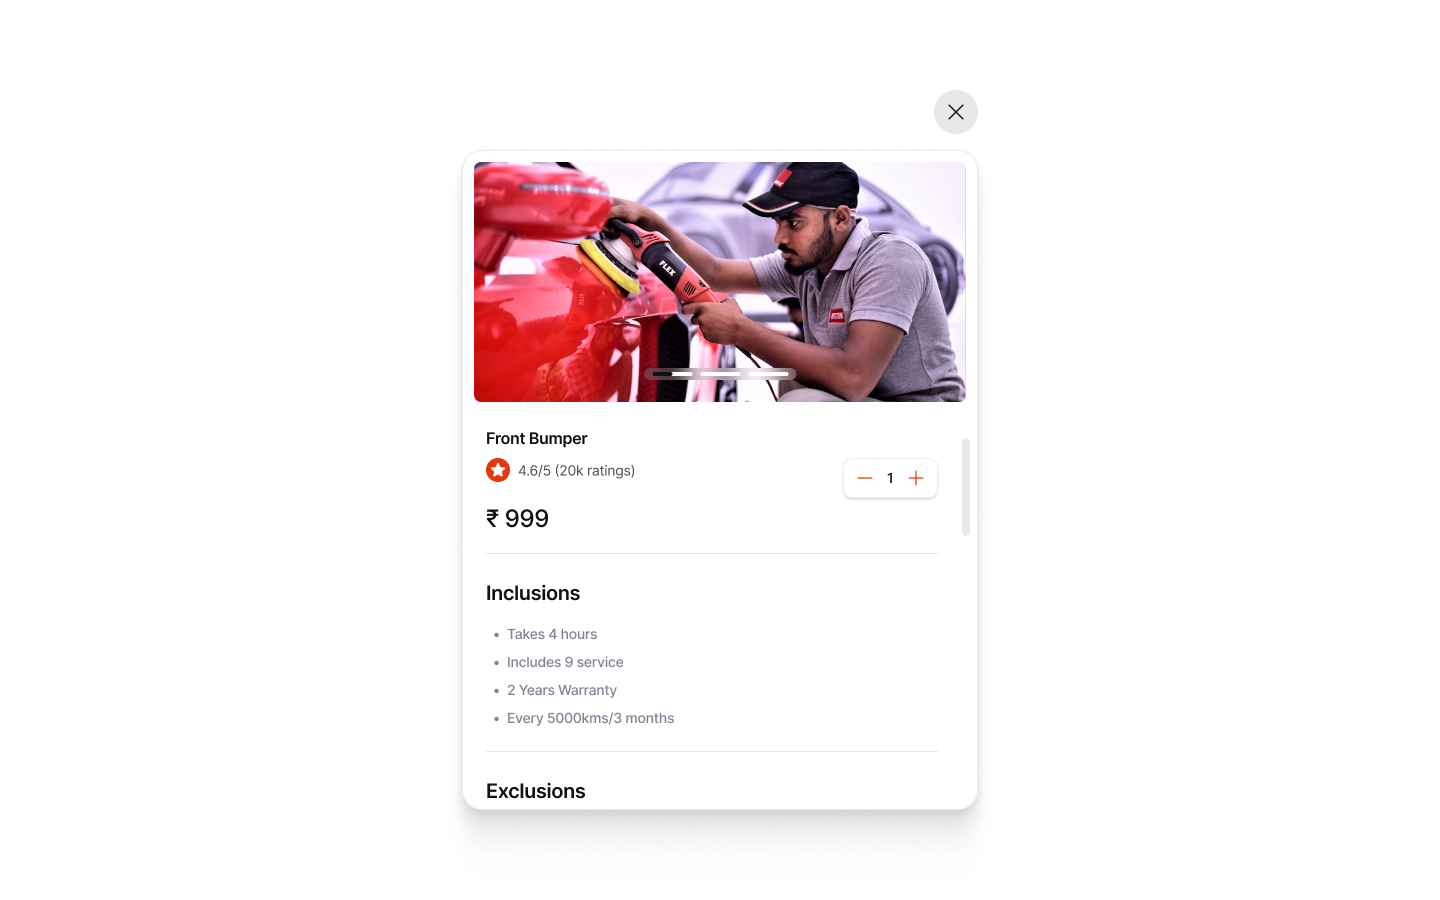 FLEX
Front Bumper
4.6/5 (20k ratings)
1
₹ 999
Inclusions
• Takes 4 hours
• Includes 9 service
• 2 Years Warranty
• Every 5000kms/3 months
Exclusions